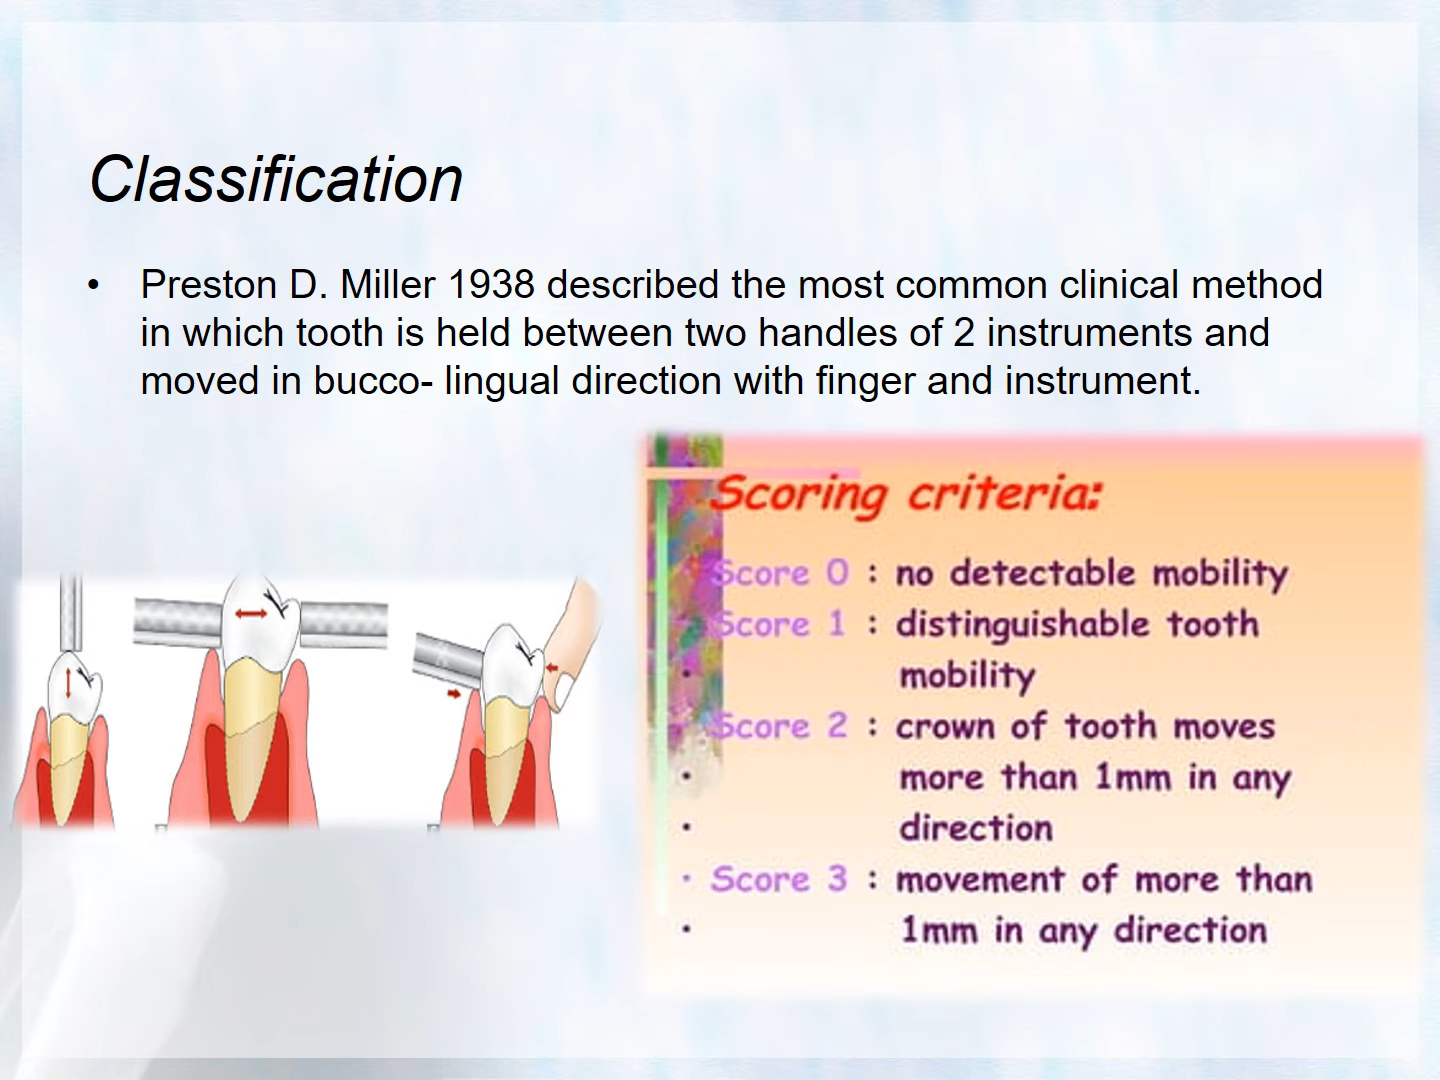 Classification
• Preston D. Miller 1938 described the most common clinical method
in which tooth is held between two handles of 2 instruments and
moved in bucco- lingual direction with finger and instrument.
Scoring criteria:
Score 0 : no detectable mobility
Score 1 : distinguishable tooth
• mobility
Score 2 : crown of tooth moves
• more than 1mm in any
• direction
• Score 3 : movement of more than
• 1mm in any direction